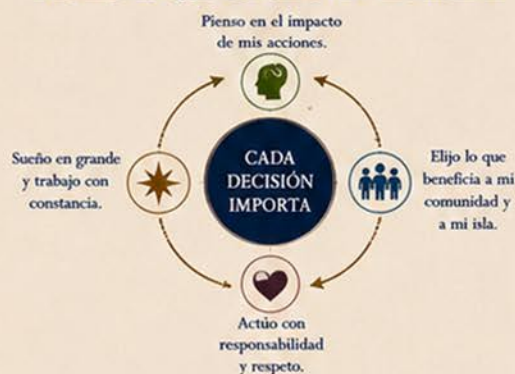 Pienso en el impacto
de mis acciones.
Sueño en grande
y trabajo con
constancia.
CADA
DECISIÓN
IMPORTA
Elijo lo que
beneficia a mi
comunidad y
a mi isla.
Actúo con
responsabilidad
y respeto.